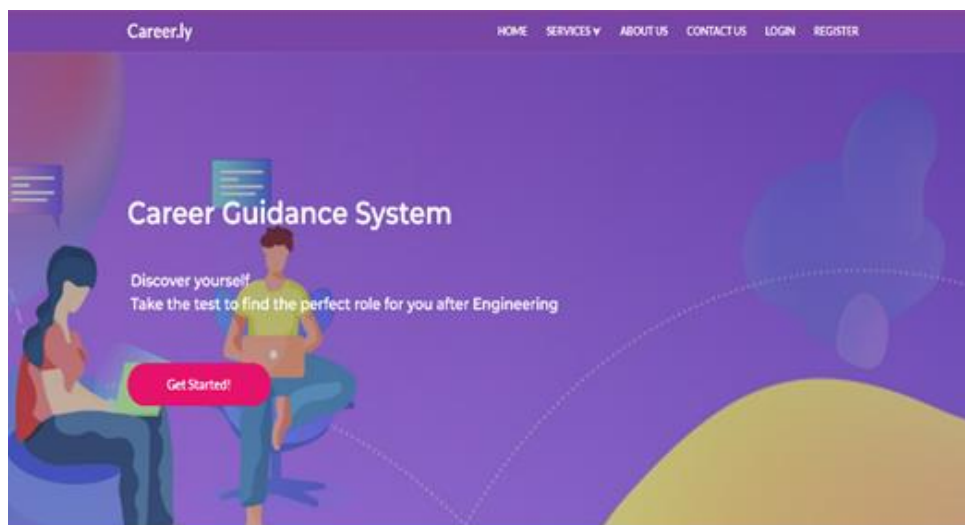 Career.ly
HOME SERVICES ABOUT US CONTACT US LOGIN REGISTER
Career Guidance System
Discover yourself
Take the test to find the perfect role for you after Engineering
Get Started!